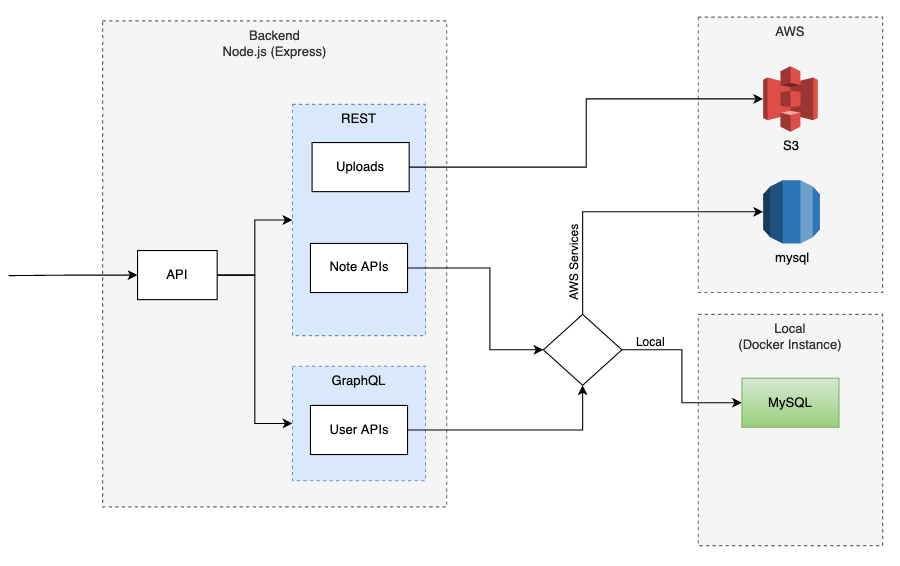 Backend
Node.js (Express)
REST
Uploads
Note APIs
API
GraphQL
User APIs
AWS Services
Local
AWS
S3
mysql
Local
(Docker Instance)
MySQL